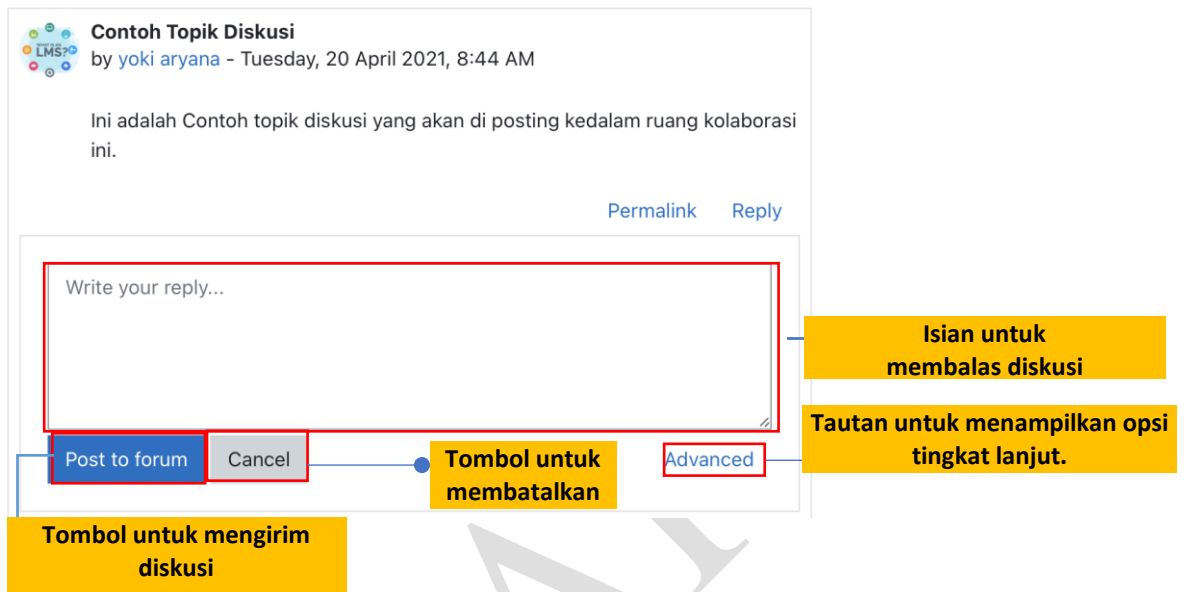 Contoh Topik Diskusi
LMS?
by yoki aryana - Tuesday, 20 April 2021, 8:44 AM
Ini adalah Contoh topik diskusi yang akan di posting kedalam ruang kolaborasi
ini.
Permalink Reply
Write your reply...
Isian untuk
membalas diskusi
Tautan untuk menampilkan opsi
tingkat lanjut.
Post to forum Cancel
Tombol untuk
membatalkan
Advanced
Tombol untuk mengirim
diskusi